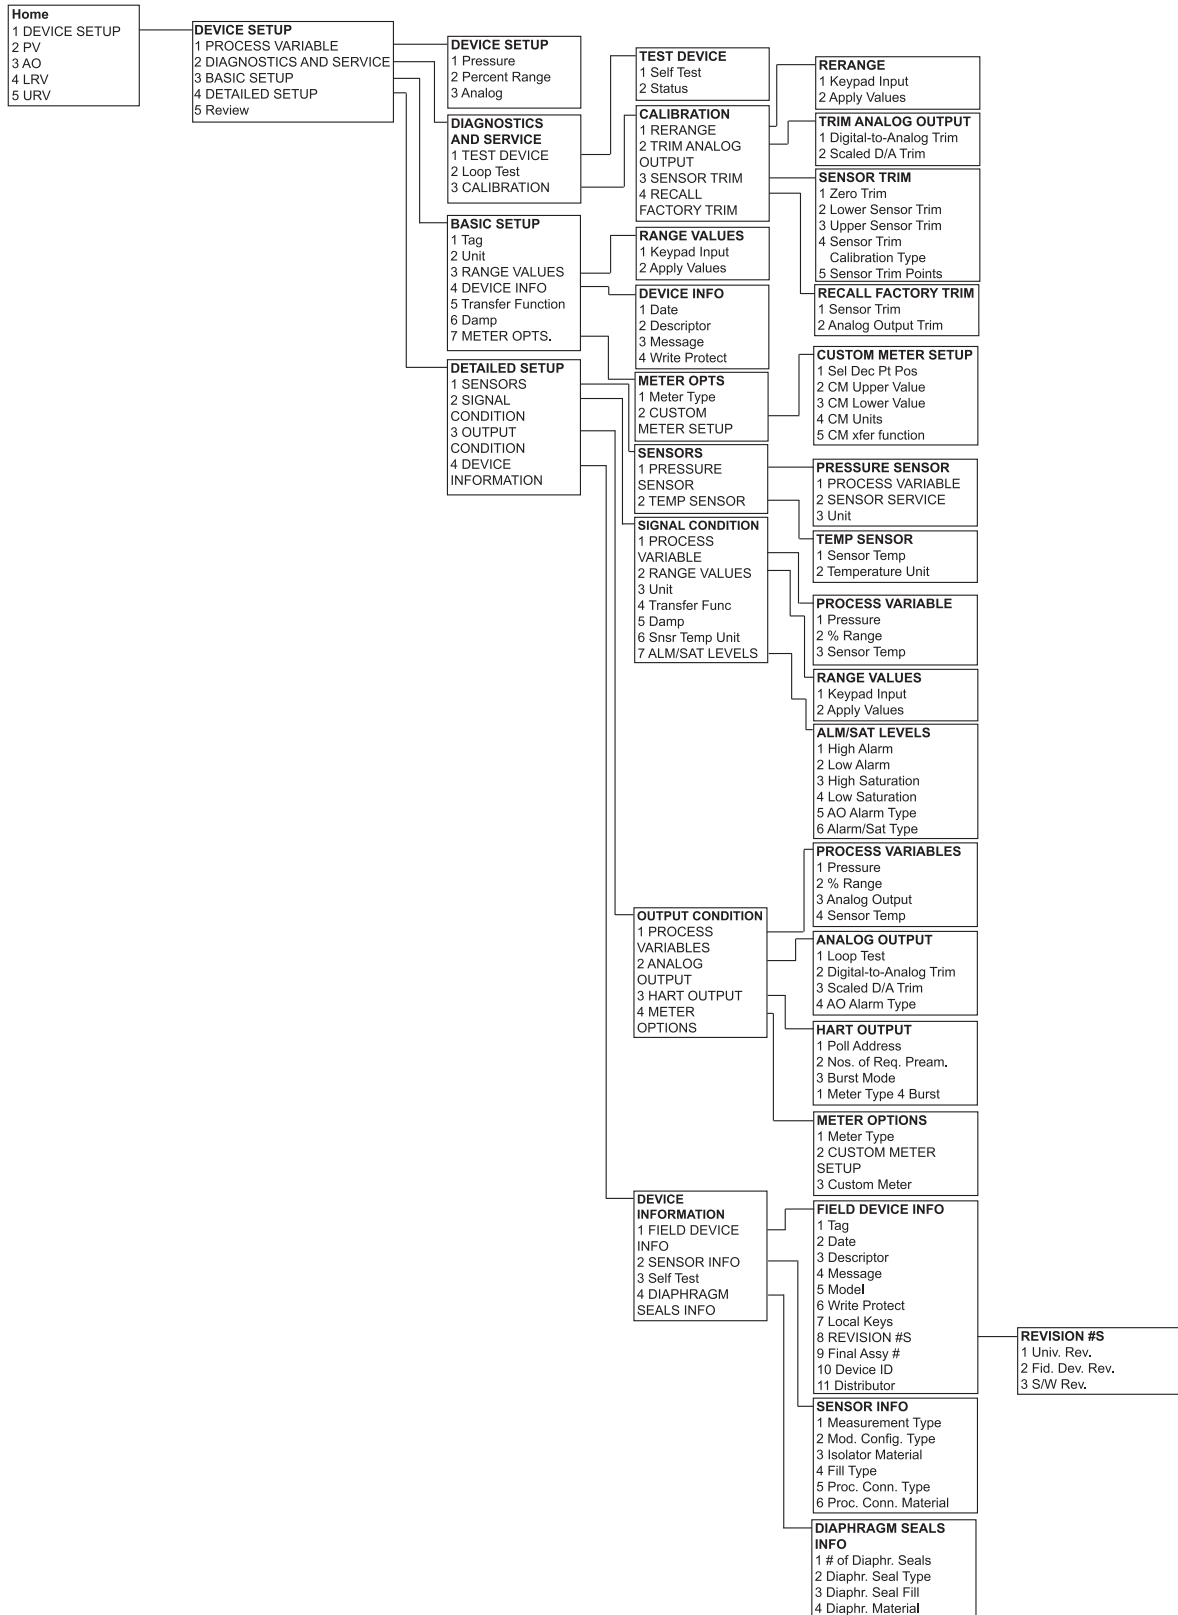 Home
1 DEVICE SETUP
2 PV
3 AO
4 LRV
5 URV
DEVICE SETUP
1 PROCESS VARIABLE
2 DIAGNOSTICS AND SERVICE
3 BASIC SETUP
4 DETAILED SETUP
5 Review
DEVICE SETUP
1 Pressure
2 Percent Range
3 Analog
DIAGNOSTICS
AND SERVICE
1 TEST DEVICE
2 Loop Test
3 CALIBRATION
BASIC SETUP
1 Tag
2 Unit
3 RANGE VALUES
4 DEVICE INFO
5 Transfer Function
6 Damp
7 METER OPTS.
DETAILED SETUP
1 SENSORS
2 SIGNAL
CONDITION
3 OUTPUT
CONDITION
4 DEVICE
INFORMATION
TEST DEVICE
1 Self Test
2 Status
CALIBRATION
1 RERANGE
2 TRIM ANALOG
OUTPUT
3 SENSOR TRIM
4 RECALL
FACTORY TRIM
RANGE VALUES
1 Keypad Input
2 Apply Values
DEVICE INFO
1 Date
2 Descriptor
3 Message
4 Write Protect
METER OPTS
1 Meter Type
2 CUSTOM
METER SETUP
SENSORS
1 PRESSURE
SENSOR
2 TEMP SENSOR
SIGNAL CONDITION
1 PROCESS
VARIABLE
2 RANGE VALUES
3 Unit
4 Transfer Func
5 Damp
6 Snsr Temp Unit
7 ALM/SAT LEVELS
OUTPUT CONDITION
1 PROCESS
VARIABLES
2 ANALOG
OUTPUT
3 HART OUTPUT
4 METER
OPTIONS
DEVICE
INFORMATION
1 FIELD DEVICE
INFO
2 SENSOR INFO
3 Self Test
4 DIAPHRAGM
SEALS INFO
RERANGE
1 Keypad Input
2 Apply Values
TRIM ANALOG OUTPUT
1 Digital-to-Analog Trim
2 Scaled D/A Trim
SENSOR TRIM
1 Zero Trim
2 Lower Sensor Trim
3 Upper Sensor Trim
4 Sensor Trim
Calibration Type
5 Sensor Trim Points
RECALL FACTORY TRIM
1 Sensor Trim
2 Analog Output Trim
CUSTOM METER SETUP
1 Sel Dec Pt Pos
2 CM Upper Value
3 CM Lower Value
4 CM Units
5 CM xfer function
PRESSURE SENSOR
1 PROCESS VARIABLE
2 SENSOR SERVICE
3 Unit
TEMP SENSOR
1 Sensor Temp
2 Temperature Unit
PROCESS VARIABLE
1 Pressure
2 % Range
3 Sensor Temp
RANGE VALUES
1 Keypad Input
2 Apply Values
ALM/SAT LEVELS
1 High Alarm
2 Low Alarm
3 High Saturation
4 Low Saturation
5 AO Alarm Type
6 Alarm/Sat Type
PROCESS VARIABLES
1 Pressure
2 % Range
3 Analog Output
4 Sensor Temp
ANALOG OUTPUT
1 Loop Test
2 Digital-to-Analog Trim
3 Scaled D/A Trim
4 AO Alarm Type
HART OUTPUT
1 Poll Address
2 Nos. of Req. Pream.
3 Burst Mode
1 Meter Type 4 Burst
METER OPTIONS
1 Meter Type
2 CUSTOM METER
SETUP
3 Custom Meter
FIELD DEVICE INFO
1 Tag
2 Date
3 Descriptor
4 Message
5 Model
6 Write Protect
7 Local Keys
8 REVISION #S
9 Final Assy #
10 Device ID
11 Distributor
SENSOR INFO
1 Measurement Type
2 Mod. Config. Type
3 Isolator Material
4 Fill Type
5 Proc. Conn. Type
6 Proc. Conn. Material
DIAPHRAGM SEALS
INFO
1 # of Diaphr. Seals
2 Diaphr. Seal Type
3 Diaphr. Seal Fill
4 Diaphr. Material
REVISION #S
1 Univ. Rev.
2 Fid. Dev. Rev.
3 S/W Rev.